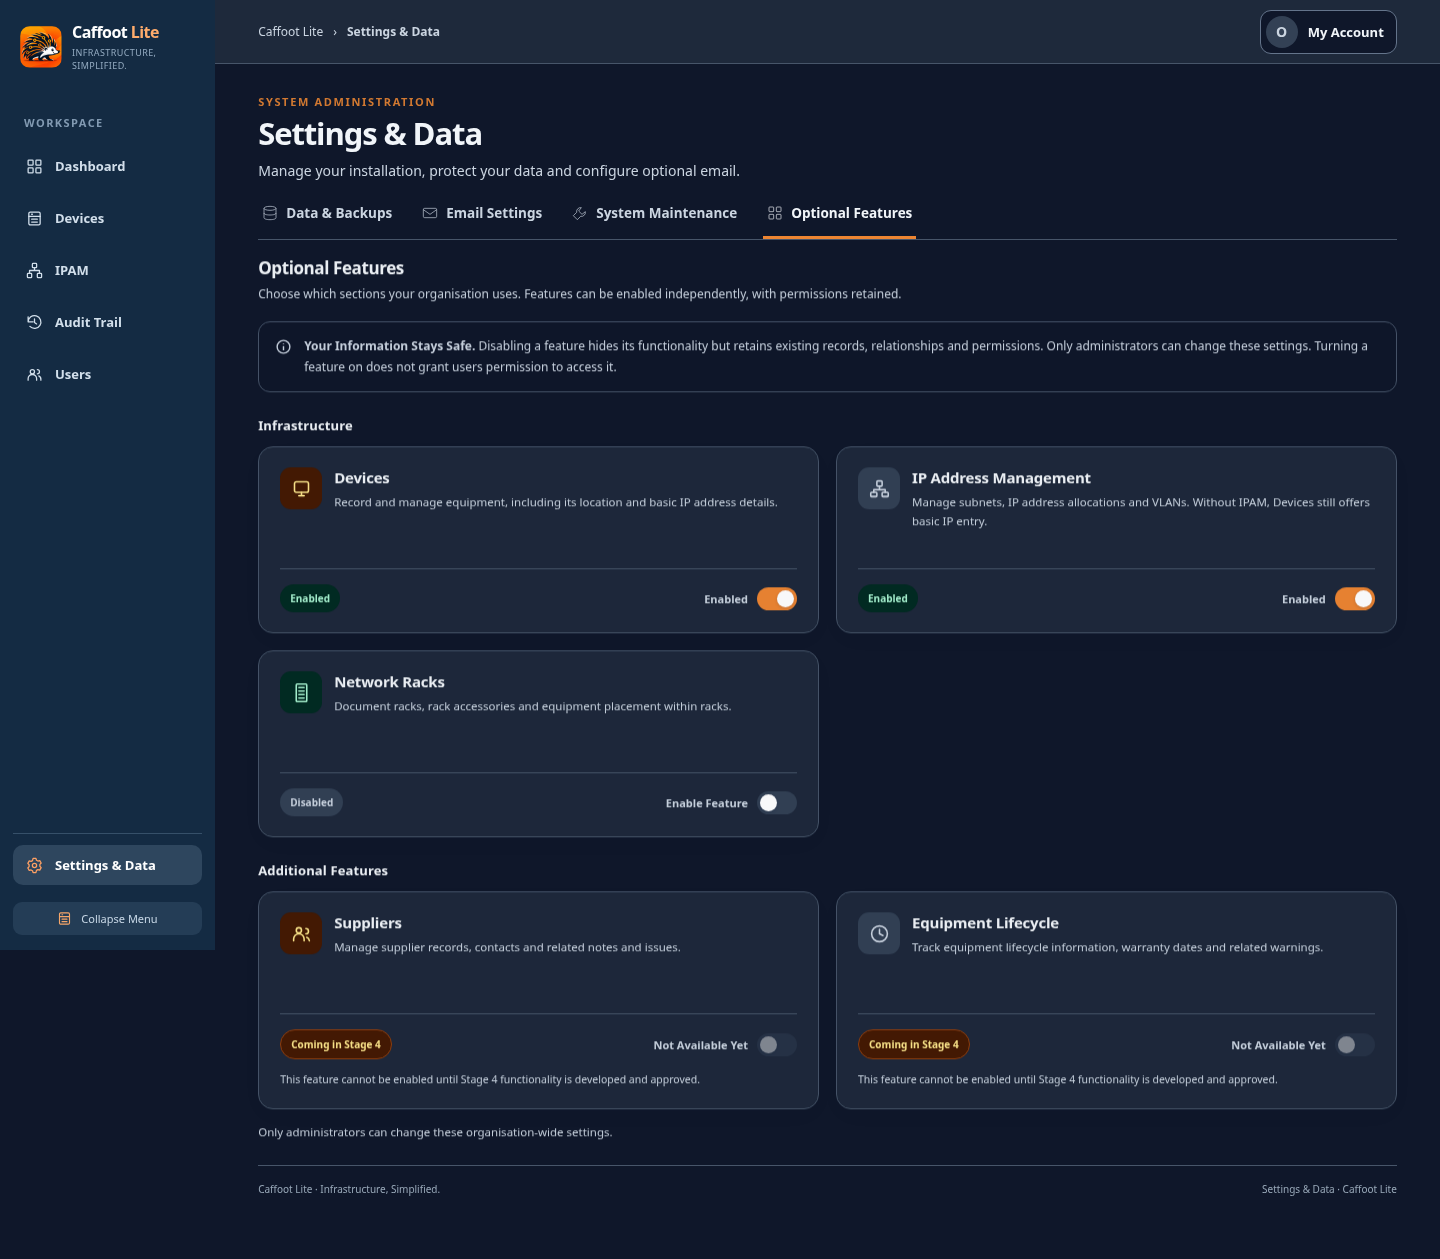 Caffoot Lite
INFRASTRUCTURE,
SIMPLIFIED.
WORKSPACE
Dashboard
Devices
IPAM
Audit Trail
Users
Settings & Data
Collapse Menu
Caffoot Lite › Settings & Data
O My Account
SYSTEM ADMINISTRATION
Settings & Data
Manage your installation, protect your data and configure optional email.
Data & Backups Email Settings System Maintenance Optional Features
Optional Features
Choose which sections your organisation uses. Features can be enabled independently, with permissions retained.
Your Information Stays Safe. Disabling a feature hides its functionality but retains existing records, relationships and permissions. Only administrators can change these settings. Turning a
feature on does not grant users permission to access it.
Infrastructure
Devices
Record and manage equipment, including its location and basic IP address details.
Enabled Enabled
IP Address Management
Manage subnets, IP address allocations and VLANs. Without IPAM, Devices still offers
basic IP entry.
Enabled Enabled
Network Racks
Document racks, rack accessories and equipment placement within racks.
Disabled Enable Feature
Additional Features
Suppliers
Manage supplier records, contacts and related notes and issues.
Coming in Stage 4 Not Available Yet
This feature cannot be enabled until Stage 4 functionality is developed and approved.
Equipment Lifecycle
Track equipment lifecycle information, warranty dates and related warnings.
Coming in Stage 4 Not Available Yet
This feature cannot be enabled until Stage 4 functionality is developed and approved.
Only administrators can change these organisation-wide settings.
Caffoot Lite · Infrastructure, Simplified. Settings & Data · Caffoot Lite